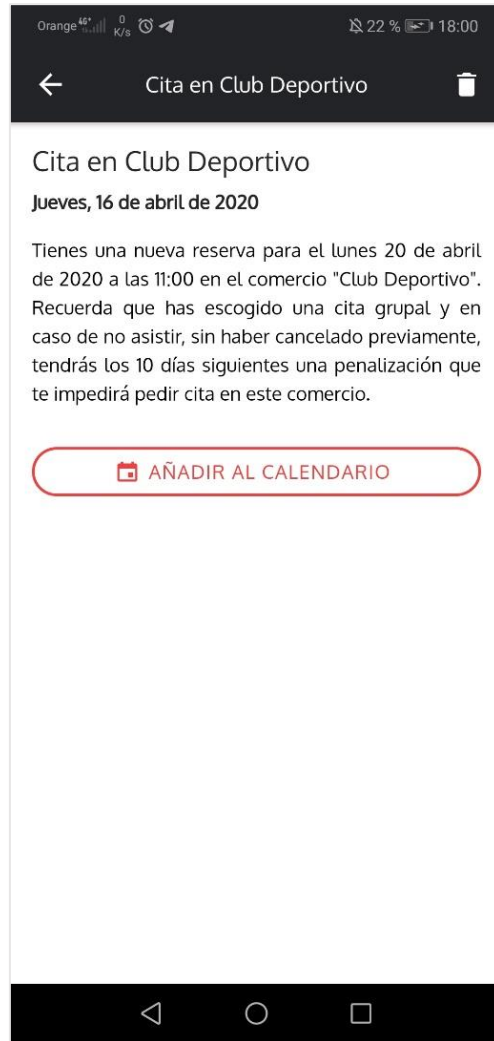 Orange 4G+ 0 K/s 22 % 18:00
Cita en Club Deportivo
Cita en Club Deportivo
Jueves, 16 de abril de 2020
Tienes una nueva reserva para el lunes 20 de abril
de 2020 a las 11:00 en el comercio "Club Deportivo".
Recuerda que has escogido una cita grupal y en
caso de no asistir, sin haber cancelado previamente,
tendrás los 10 días siguientes una penalización que
te impedirá pedir cita en este comercio.
AÑADIR AL CALENDARIO